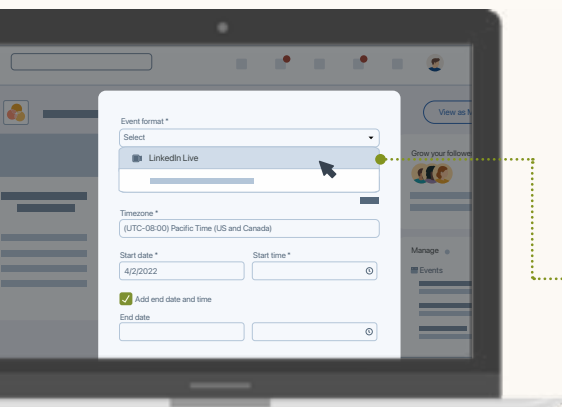 View as M
Event format *
Select
LinkedIn Live
Grow your follower
Timezone *
(UTC-08:00) Pacific Time (US and Canada)
Start date *
Start time *
4/2/2022
Manage
Events
Add end date and time
End date